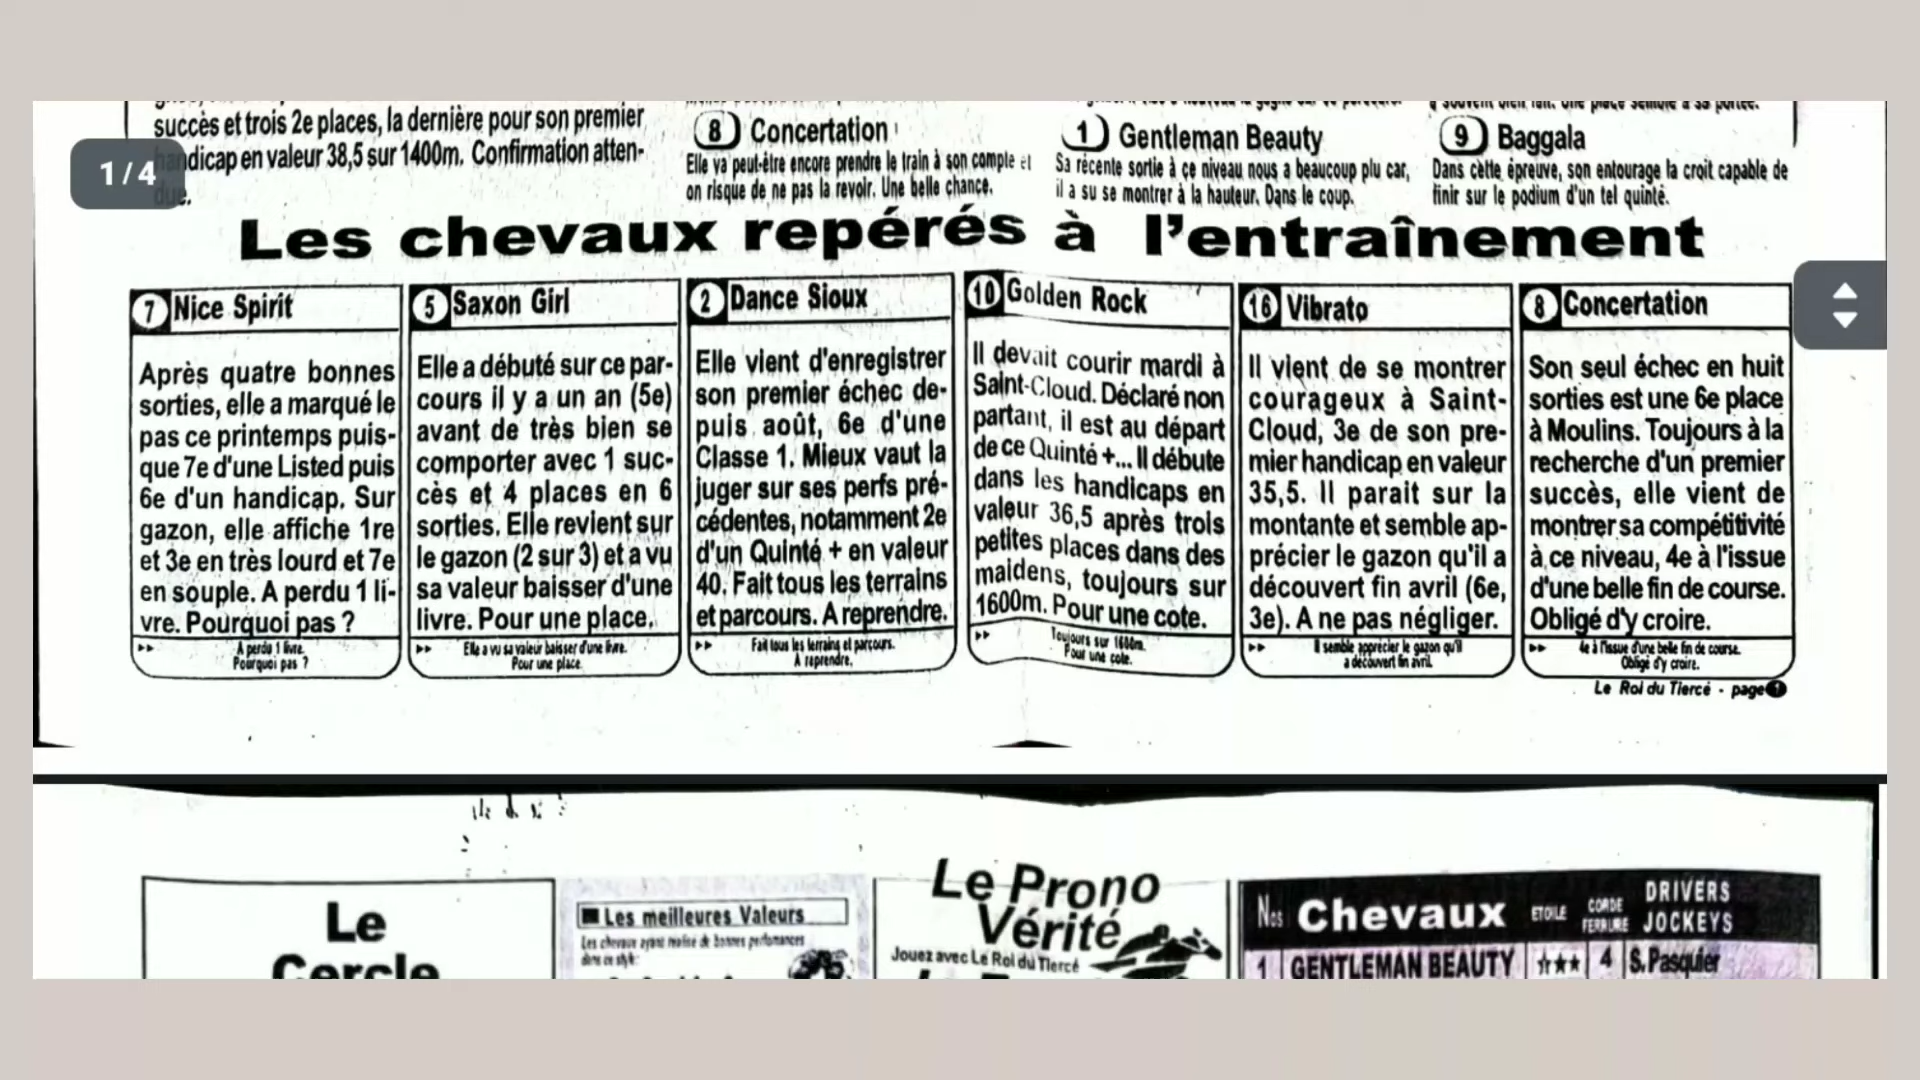 succès et trois 2e places, la dernière pour son premier
handicap en valeur 38,5 sur 1400m. Confirmation atten-
due.
1 / 4
8 Concertation
Elle va peut-être encore prendre le train à son compte et
on risque de ne pas la revoir. Une belle chance.
1 Gentleman Beauty
Sa récente sortie à ce niveau nous a beaucoup plu car,
il a su se montrer à la hauteur. Dans le coup.
9 Baggala
Dans cette épreuve, son entourage la croit capable de
finir sur le podium d'un tel quinté.
Les chevaux repérés à l'entraînement
7 Nice Spirit
Après quatre bonnes
sorties, elle a marqué le
pas ce printemps puis-
que 7e d'une Listed puis
6e d'un handicap. Sur
gazon, elle affiche 1re
et 3e en très lourd et 7e
en souple. A perdu 1 li-
vre. Pourquoi pas ?
A perdu 1 livre.
Pourquoi pas ?
5 Saxon Girl
Elle a débuté sur ce par-
cours il y a un an (5e)
avant de très bien se
comporter avec 1 suc-
cès et 4 places en 6
sorties. Elle revient sur
le gazon (2 sur 3) et a vu
sa valeur baisser d'une
livre. Pour une place.
Elle a vu sa valeur baisser d'une livre.
Pour une place.
2 Dance Sioux
Elle vient d'enregistrer
son premier échec de-
puis août, 6e d'une
Classe 1. Mieux vaut la
juger sur ses perfs pré-
cédentes, notamment 2e
d'un Quinté + en valeur
40. Fait tous les terrains
et parcours. A reprendre.
Fait tous les terrains et parcours.
A reprendre.
10 Golden Rock
Il devait courir mardi à
Saint-Cloud. Déclaré non
partant, il est au départ
de ce Quinté +... Il débute
dans les handicaps en
valeur 36,5 après trois
petites places dans des
maidens, toujours sur
1600m. Pour une cote.
Toujours sur 1600m.
Pour une cote.
16 Vibrato
Il vient de se montrer
courageux à Saint-
Cloud, 3e de son pre-
mier handicap en valeur
35,5. Il parait sur la
montante et semble ap-
précier le gazon qu'il a
découvert fin avril (6e,
3e). A ne pas négliger.
Il semble apprécier le gazon qu'il
a découvert fin avril.
8 Concertation
Son seul échec en huit
sorties est une 6e place
à Moulins. Toujours à la
recherche d'un premier
succès, elle vient de
montrer sa compétitivité
à ce niveau, 4e à l'issue
d'une belle fin de course.
Obligé d'y croire.
4e à l'issue d'une belle fin de course.
Obligé d'y croire.
Le Roi du Tiercé - page
Le
Cercle
Les meilleures Valeurs
Les chevaux ayant réalisé de bonnes performances
dans ce style:
Le Prono
Vérité
Jouez avec Le Roi du Tiercé
Nos Chevaux ETOILE CORDE FERRURE DRIVERS JOCKEYS
1 GENTLEMAN BEAUTY ☆★★ 4 S.Pasquier